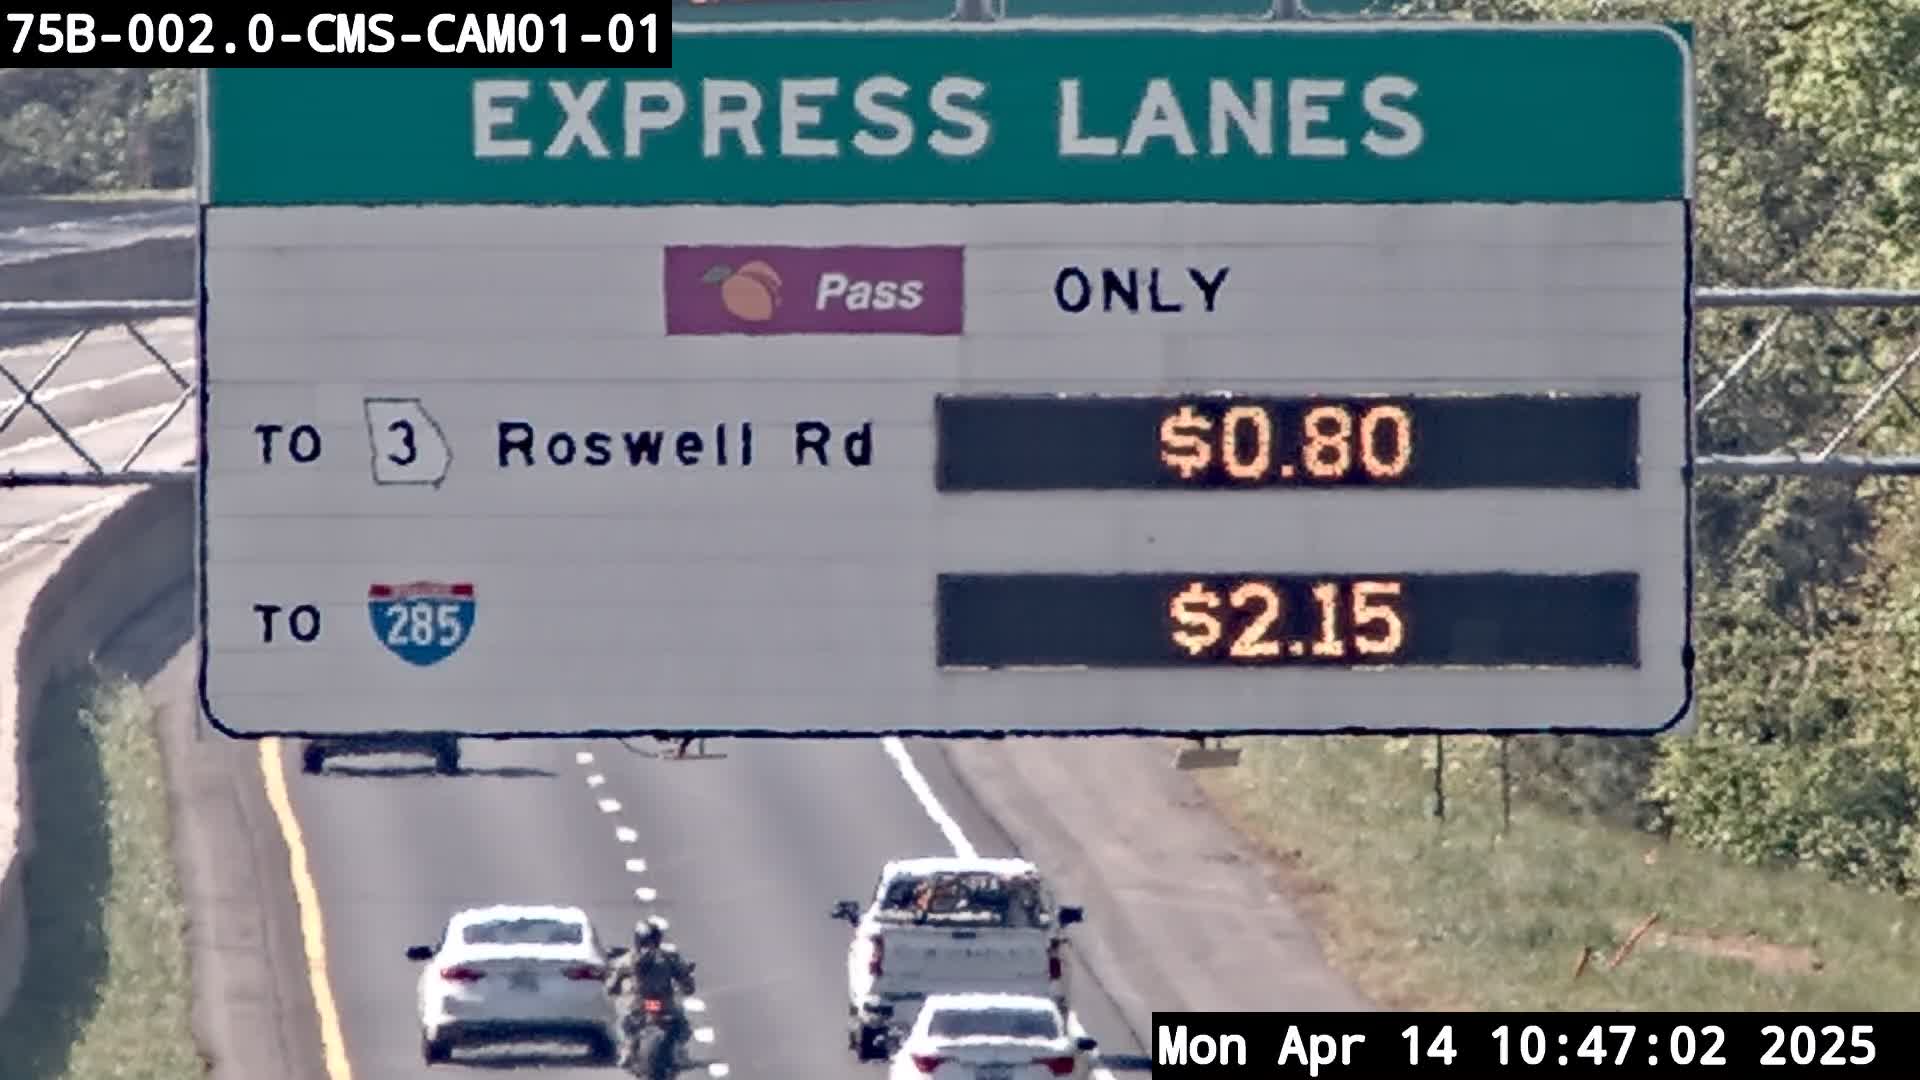 75B-002.0-CMS-CAM01-01
EXPRESS LANES
Pass ONLY
TO 3 Roswell Rd $0.80
TO 285 $2.15
Mon Apr 14 10:47:02 2025